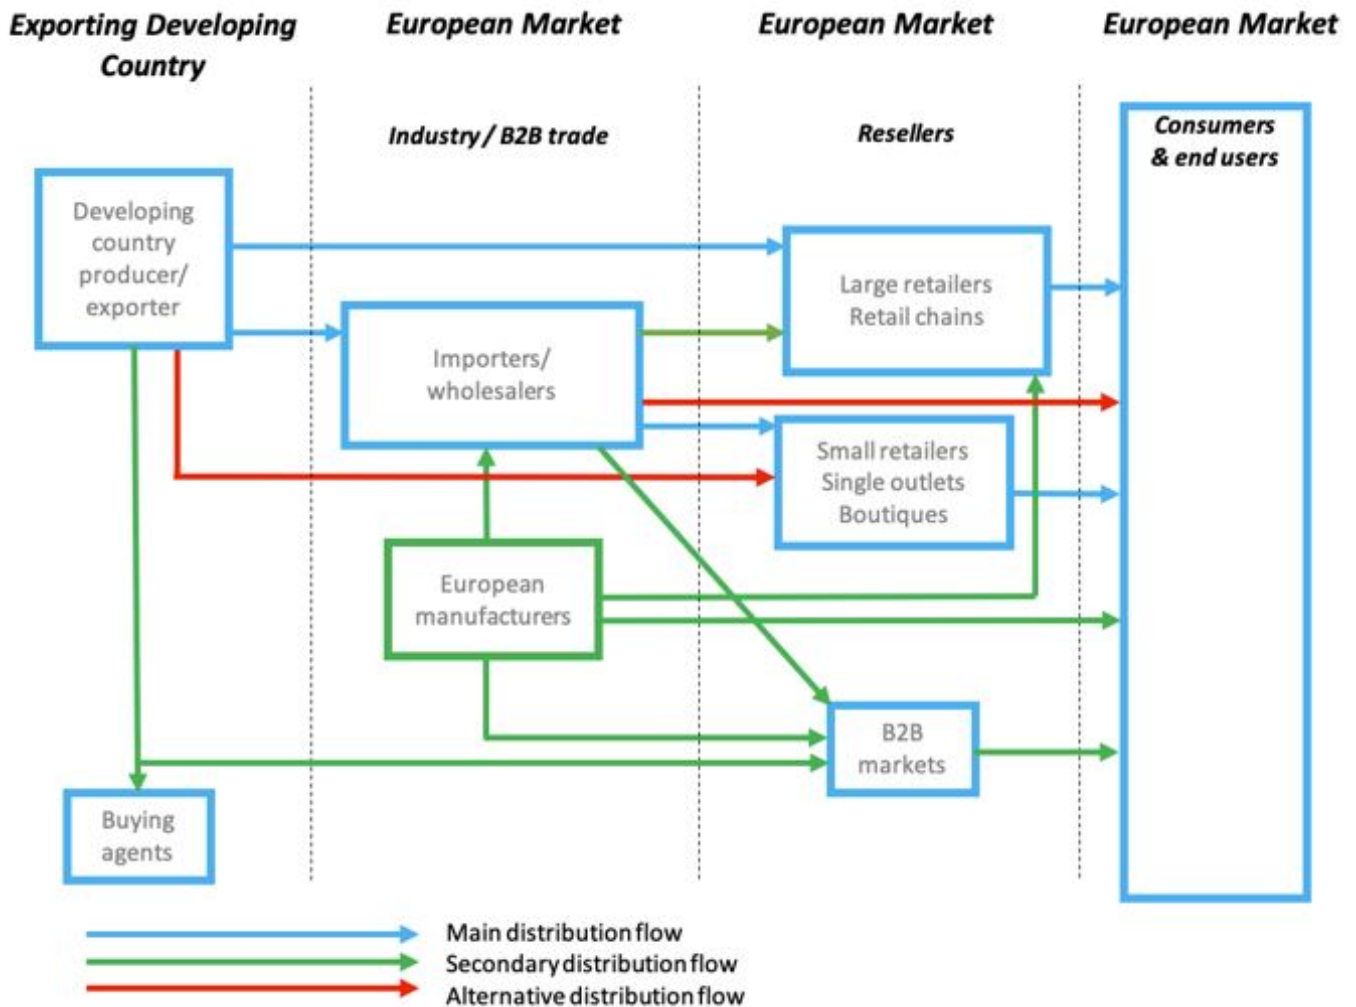 Exporting Developing
Country
European Market
European Market
European Market
Industry / B2B trade
Resellers
Consumers
& end users
Developing
country
producer/
exporter
Large retailers
Retail chains
Importers/
wholesalers
Small retailers
Single outlets
Boutiques
European
manufacturers
B2B
markets
Buying
agents
Main distribution flow
Secondary distribution flow
Alternative distribution flow